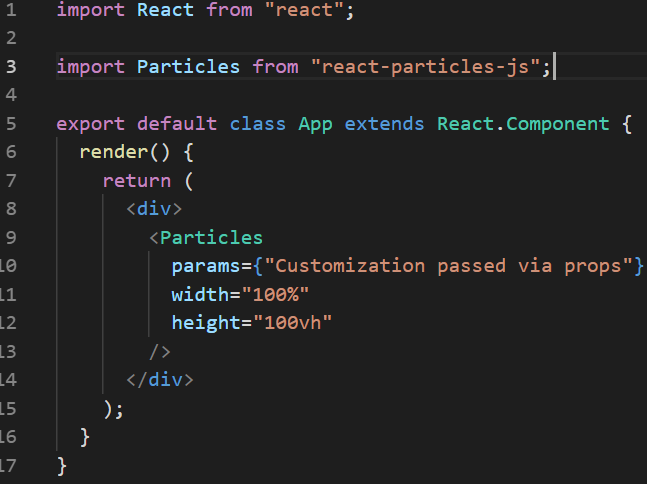 1 import React from "react";
2
3 import Particles from "react-particles-js";
4
5 export default class App extends React.Component {
6 render() {
7 return (
8 <div>
9 <Particles
10 params={"Customization passed via props"}
11 width="100%"
12 height="100vh"
13 />
14 </div>
15 );
16 }
17 }